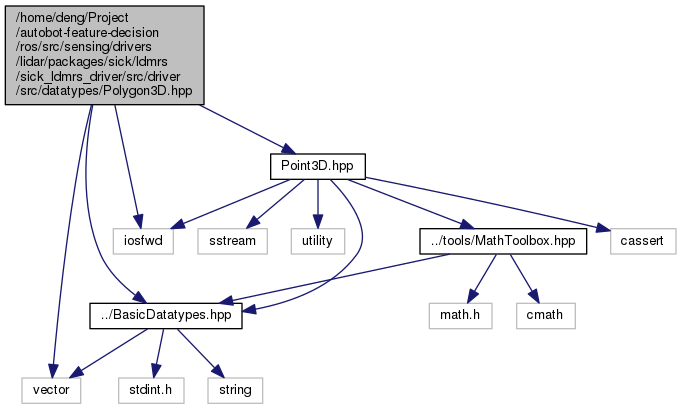 /home/deng/Project
/autobot-feature-decision
/ros/src/sensing/drivers
/lidar/packages/sick/ldmrs
/sick_ldmrs_driver/src/driver
/src/datatypes/Polygon3D.hpp
Point3D.hpp
iosfwd
sstream
utility
../tools/MathToolbox.hpp
cassert
../BasicDatatypes.hpp
math.h
cmath
vector
stdint.h
string